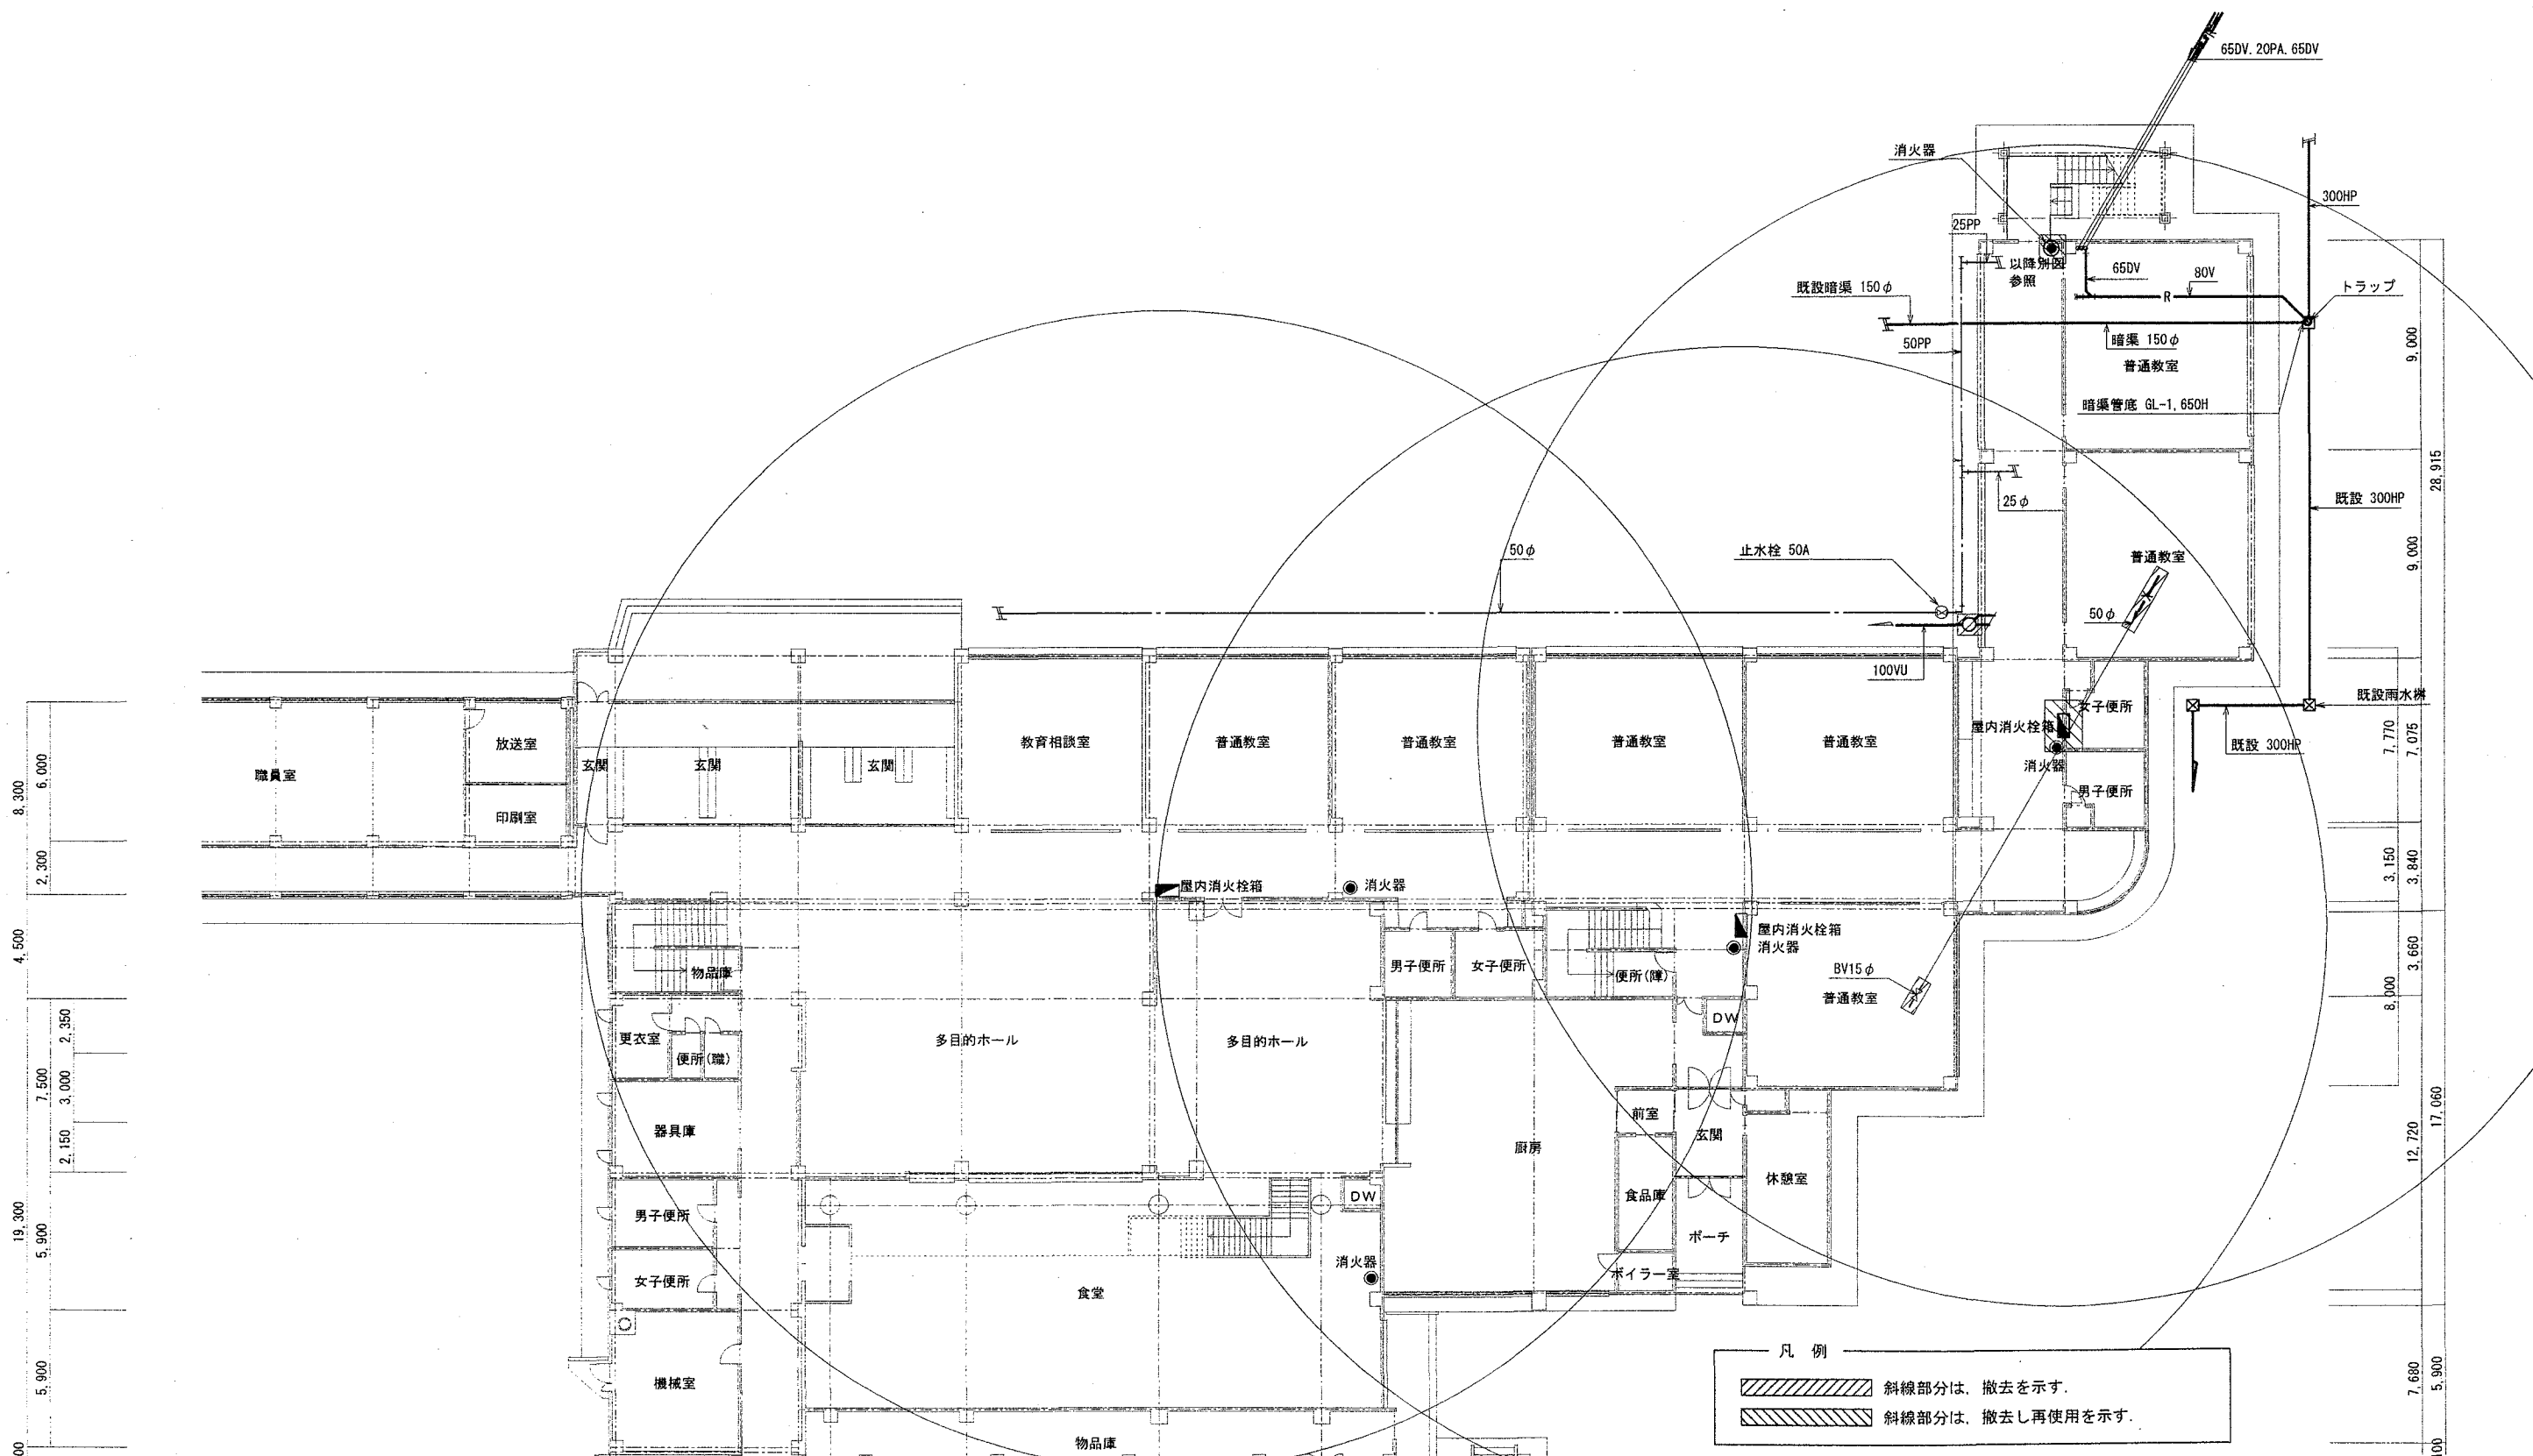 65DV. 20PA. 65DV
消火器
300HP
25PP
以降別図
参照
65DV
80V
R
トラップ
既設暗渠 150φ
暗渠 150φ
50PP
普通教室
暗渠管底 GL-1,650H
9,000
28,915
25φ
既設 300HP
50φ
止水栓 50A
普通教室
9,000
50φ
100VU
既設雨水桝
女子便所
屋内消火栓箱
既設 300HP
消火器
男子便所
7,770
7,075
職員室
放送室
印刷室
玄関
玄関
玄関
教育相談室
普通教室
普通教室
普通教室
普通教室
8,300
6,000
2,300
3,150
3,840
屋内消火栓箱
消火器
屋内消火栓箱
消火器
4,500
物品庫
男子便所
女子便所
便所(障)
BV15φ
普通教室
3,660
8,000
DW
更衣室
便所(職)
多目的ホール
多目的ホール
7,500
2,350
3,000
2,150
器具庫
厨房
前室
玄関
休憩室
食品庫
ポーチ
ボイラー室
12,720
17,060
男子便所
女子便所
DW
消火器
食堂
19,300
5,900
5,900
機械室
物品庫
凡 例
斜線部分は, 撤去を示す.
斜線部分は, 撤去し再使用を示す.
7,680
5,900